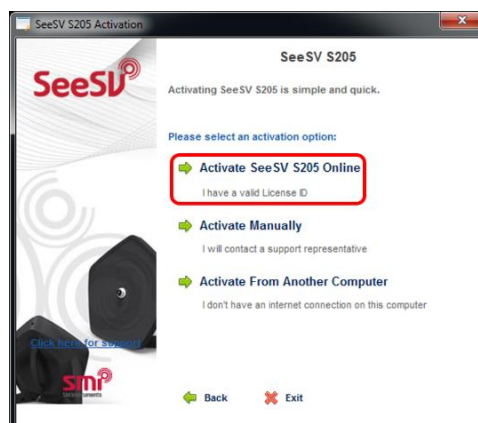 SeeSV S205 Activation
SeeSV
SeeSV S205
Activating SeeSV S205 is simple and quick.
Please select an activation option:
Activate SeeSV S205 Online
I have a valid License ID
Activate Manually
I will contact a support representative
Activate From Another Computer
I don't have an internet connection on this computer
Click here for support
smi
Back
Exit